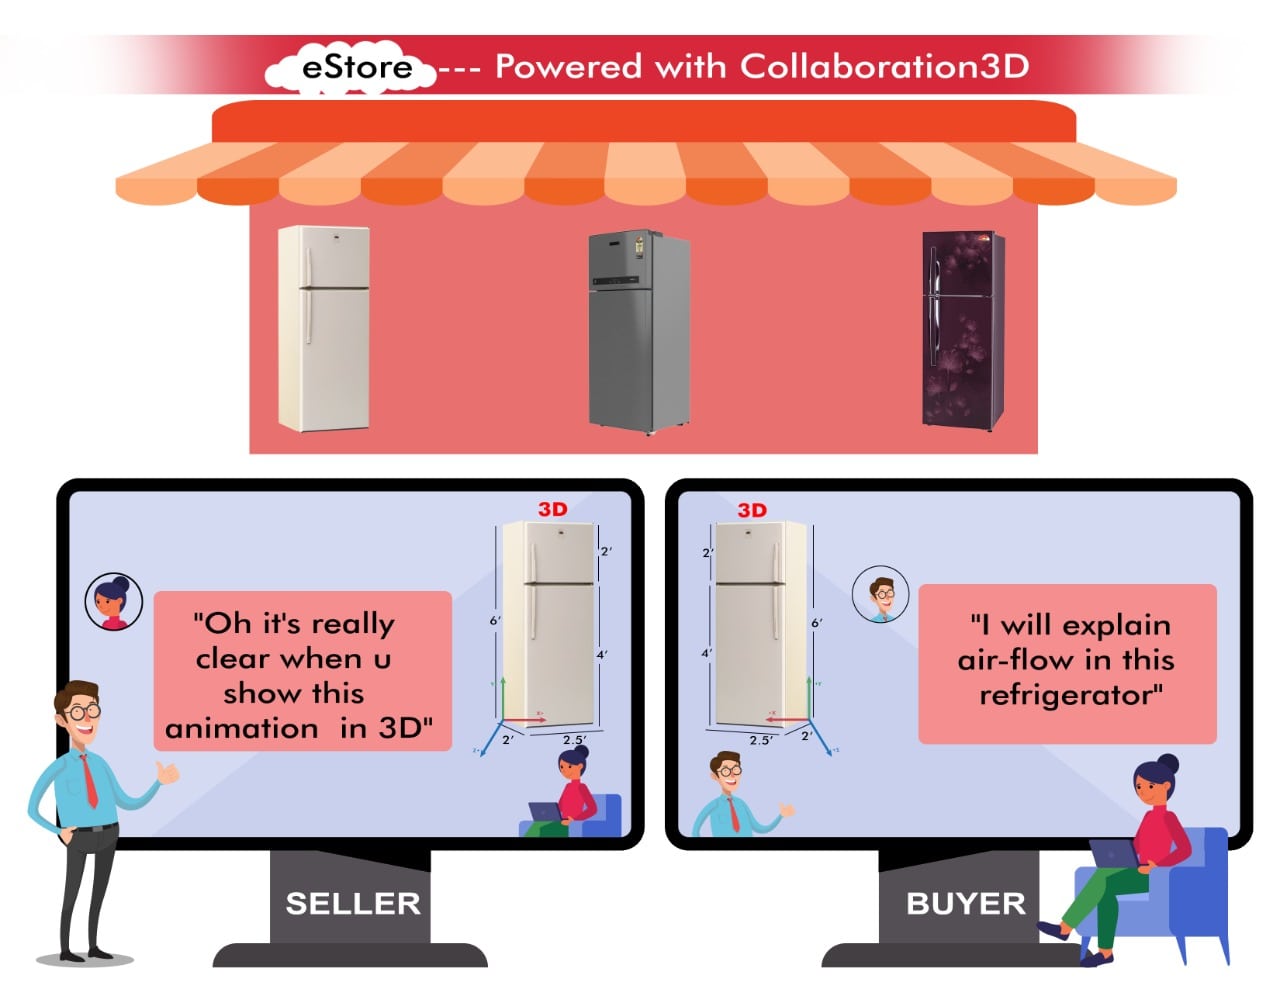 eStore --- Powered with Collaboration3D
3D
2'
6'
4'
2'
2.5'
"Oh it's really
clear when u
show this
animation in 3D"
SELLER
3D
2'
6'
4'
2.5'
2'
"I will explain
air-flow in this
refrigerator"
BUYER